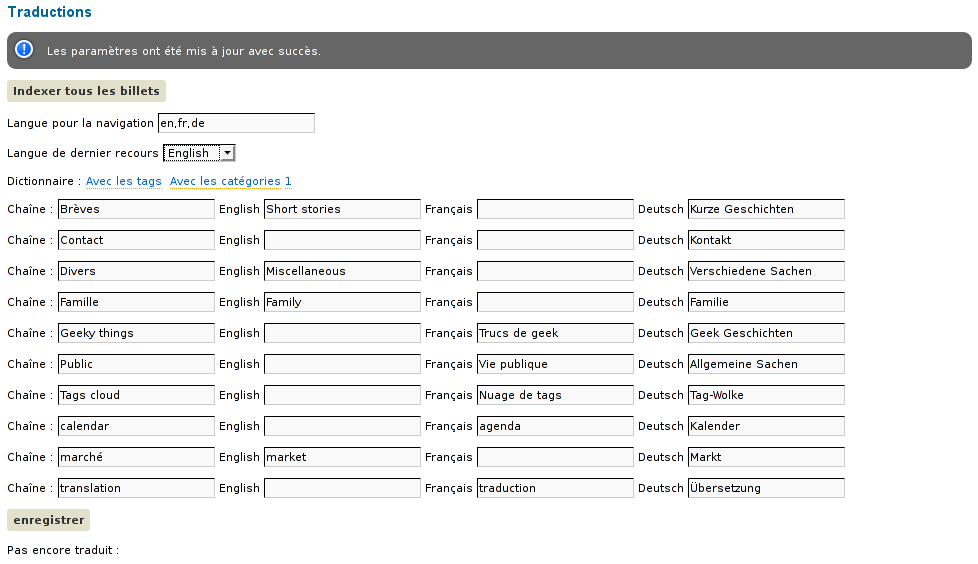 Traductions
Les paramètres ont été mis à jour avec succès.
Indexer tous les billets
Langue pour la navigation en,fr,de
Langue de dernier recours English
Dictionnaire : Avec les tags Avec les catégories 1
Chaîne : Brèves English Short stories Français Deutsch Kurze Geschichten
Chaîne : Contact English Français Deutsch Kontakt
Chaîne : Divers English Miscellaneous Français Deutsch Verschiedene Sachen
Chaîne : Famille English Family Français Deutsch Familie
Chaîne : Geeky things English Français Trucs de geek Deutsch Geek Geschichten
Chaîne : Public English Français Vie publique Deutsch Allgemeine Sachen
Chaîne : Tags cloud English Français Nuage de tags Deutsch Tag-Wolke
Chaîne : calendar English Français agenda Deutsch Kalender
Chaîne : marché English market Français Deutsch Markt
Chaîne : translation English Français traduction Deutsch Übersetzung
enregistrer
Pas encore traduit :